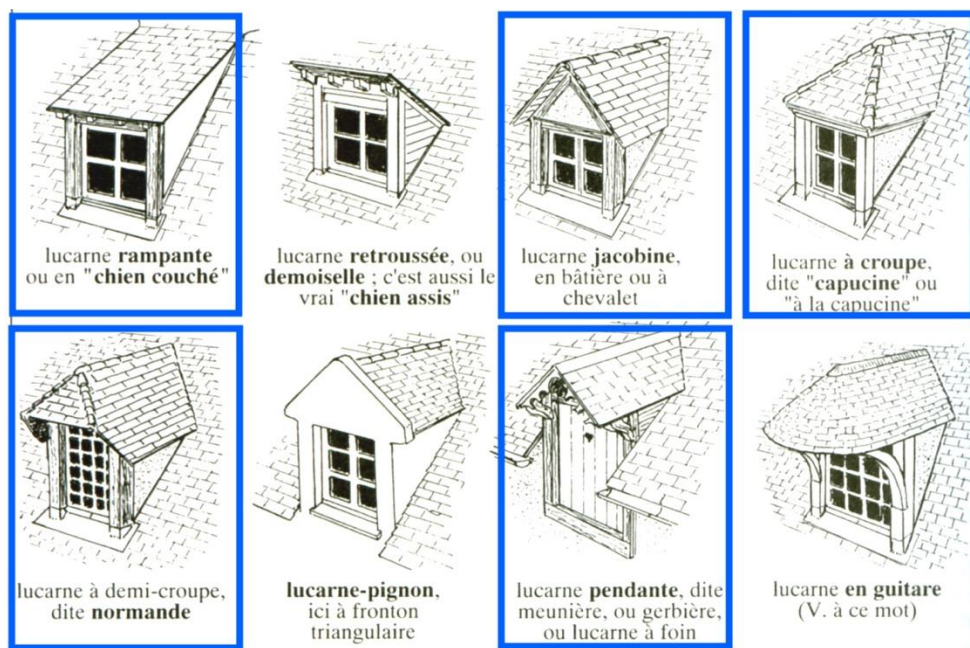 lucarne rampante
ou en "chien couché"
lucarne retroussée, ou
demoiselle ; c'est aussi le
vrai "chien assis"
lucarne jacobine,
en bâtière ou à
chevalet
lucarne à croupe,
dite "capucine" ou
"à la capucine"
lucarne à demi-croupe,
dite normande
lucarne-pignon,
ici à fronton
triangulaire
lucarne pendante, dite
meunière, ou gerbière,
ou lucarne à foin
lucarne en guitare
(V. à ce mot)